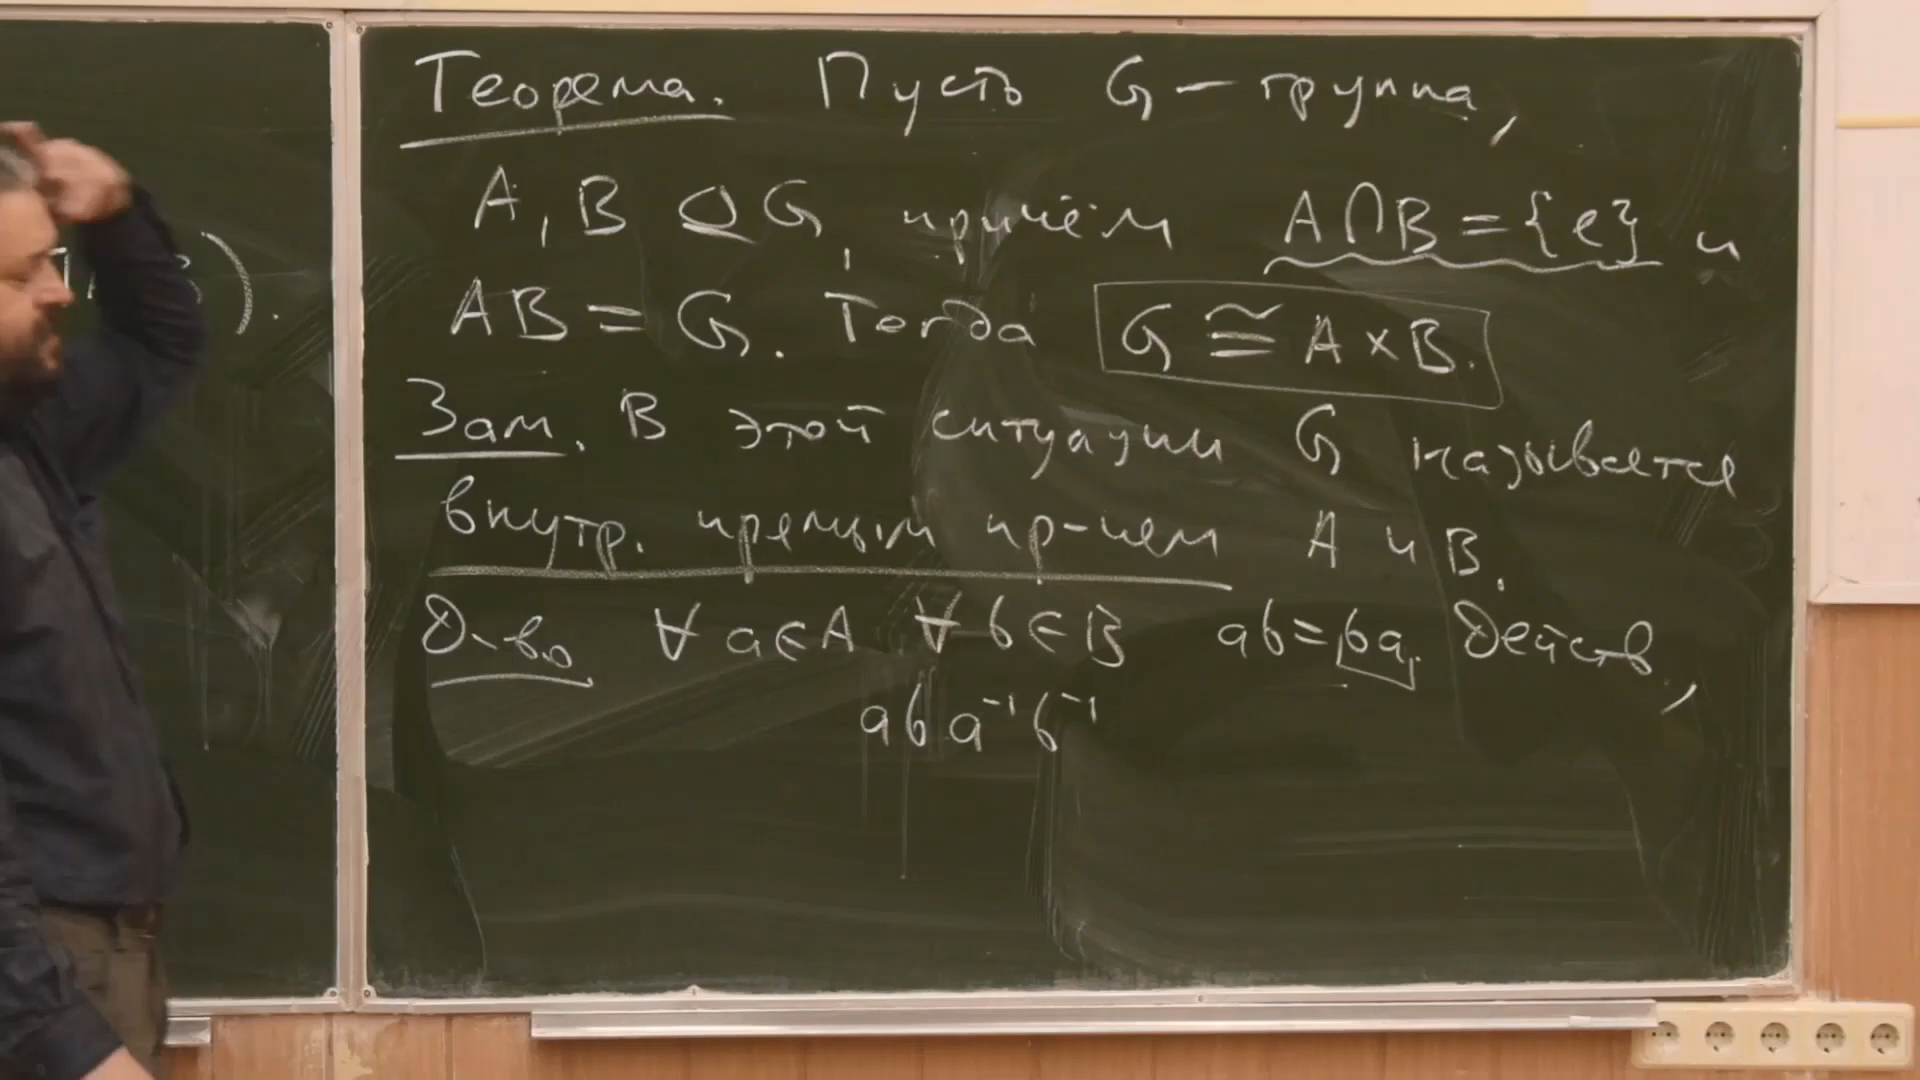 Теорема. Пусть G – группа,
A, B ⊴ G, причём A∩B = {e} и
AB = G. Тогда G ≅ A × B.
Зам. В этой ситуации G называется
внутр. прямым пр-ием A и B.
Д-во ∀ a∈A ∀ b∈B ab = ba. Действ.,
aba⁻¹b⁻¹
).